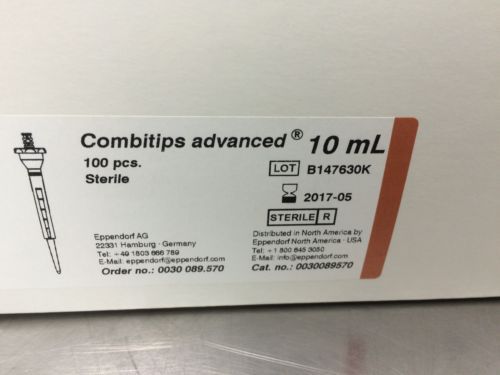 Combitips advanced® 10 mL
100 pcs.
Sterile
LOT B147630K
2017-05
STERILE R
Eppendorf AG
22331 Hamburg · Germany
Tel: +49 1803 666 789
E-Mail: eppendorf@eppendorf.com
Order no.: 0030 089.570
Distributed in North America by
Eppendorf North America · USA
Tel: +1 800 645 3050
E-Mail: info@eppendorf.com
Cat. no.: 0030089570